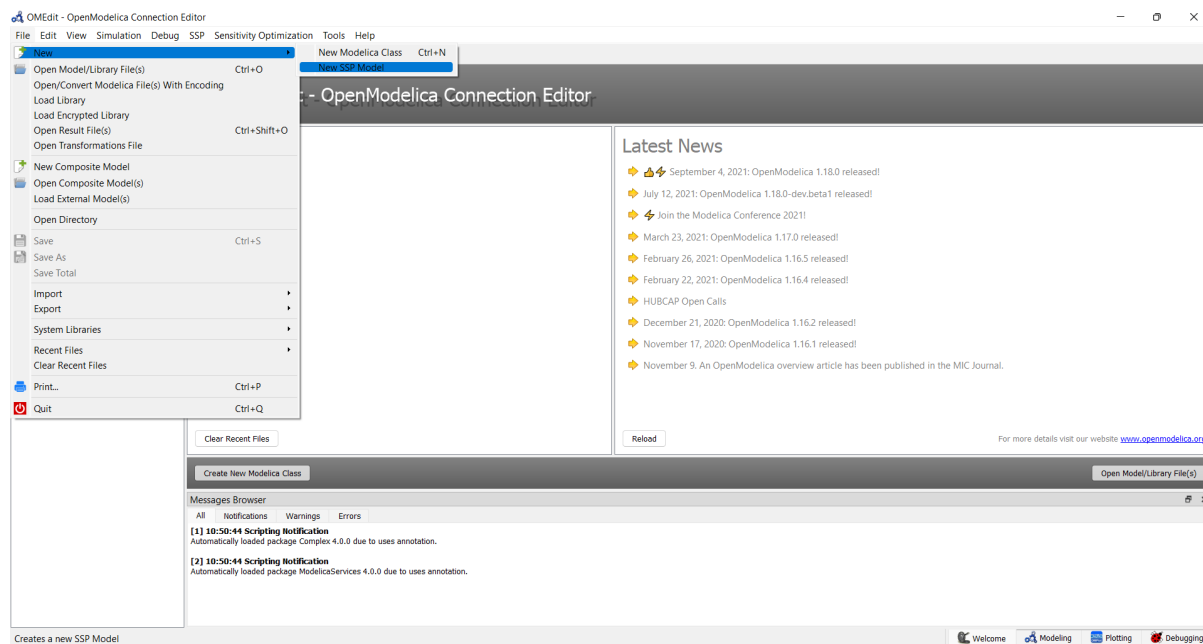 OMEdit - OpenModelica Connection Editor
File Edit View Simulation Debug SSP Sensitivity Optimization Tools Help
New
New Modelica Class Ctrl+N
New SSP Model
Open Model/Library File(s) Ctrl+O
Open/Convert Modelica File(s) With Encoding
Load Library
Load Encrypted Library
Open Result File(s) Ctrl+Shift+O
Open Transformations File
New Composite Model
Open Composite Model(s)
Load External Model(s)
Open Directory
Save Ctrl+S
Save As
Save Total
Import
Export
System Libraries
Recent Files
Clear Recent Files
Print... Ctrl+P
Quit Ctrl+Q
- OpenModelica Connection Editor
Latest News
September 4, 2021: OpenModelica 1.18.0 released!
July 12, 2021: OpenModelica 1.18.0-dev.beta1 released!
Join the Modelica Conference 2021!
March 23, 2021: OpenModelica 1.17.0 released!
February 26, 2021: OpenModelica 1.16.5 released!
February 22, 2021: OpenModelica 1.16.4 released!
HUBCAP Open Calls
December 21, 2020: OpenModelica 1.16.2 released!
November 17, 2020: OpenModelica 1.16.1 released!
November 9. An OpenModelica overview article has been published in the MIC Journal.
Clear Recent Files
Reload
For more details visit our website www.openmodelica.org
Create New Modelica Class
Open Model/Library File(s)
Messages Browser
All Notifications Warnings Errors
[1] 10:50:44 Scripting Notification
Automatically loaded package Complex 4.0.0 due to uses annotation.
[2] 10:50:44 Scripting Notification
Automatically loaded package ModelicaServices 4.0.0 due to uses annotation.
Creates a new SSP Model
Welcome Modeling Plotting Debugging